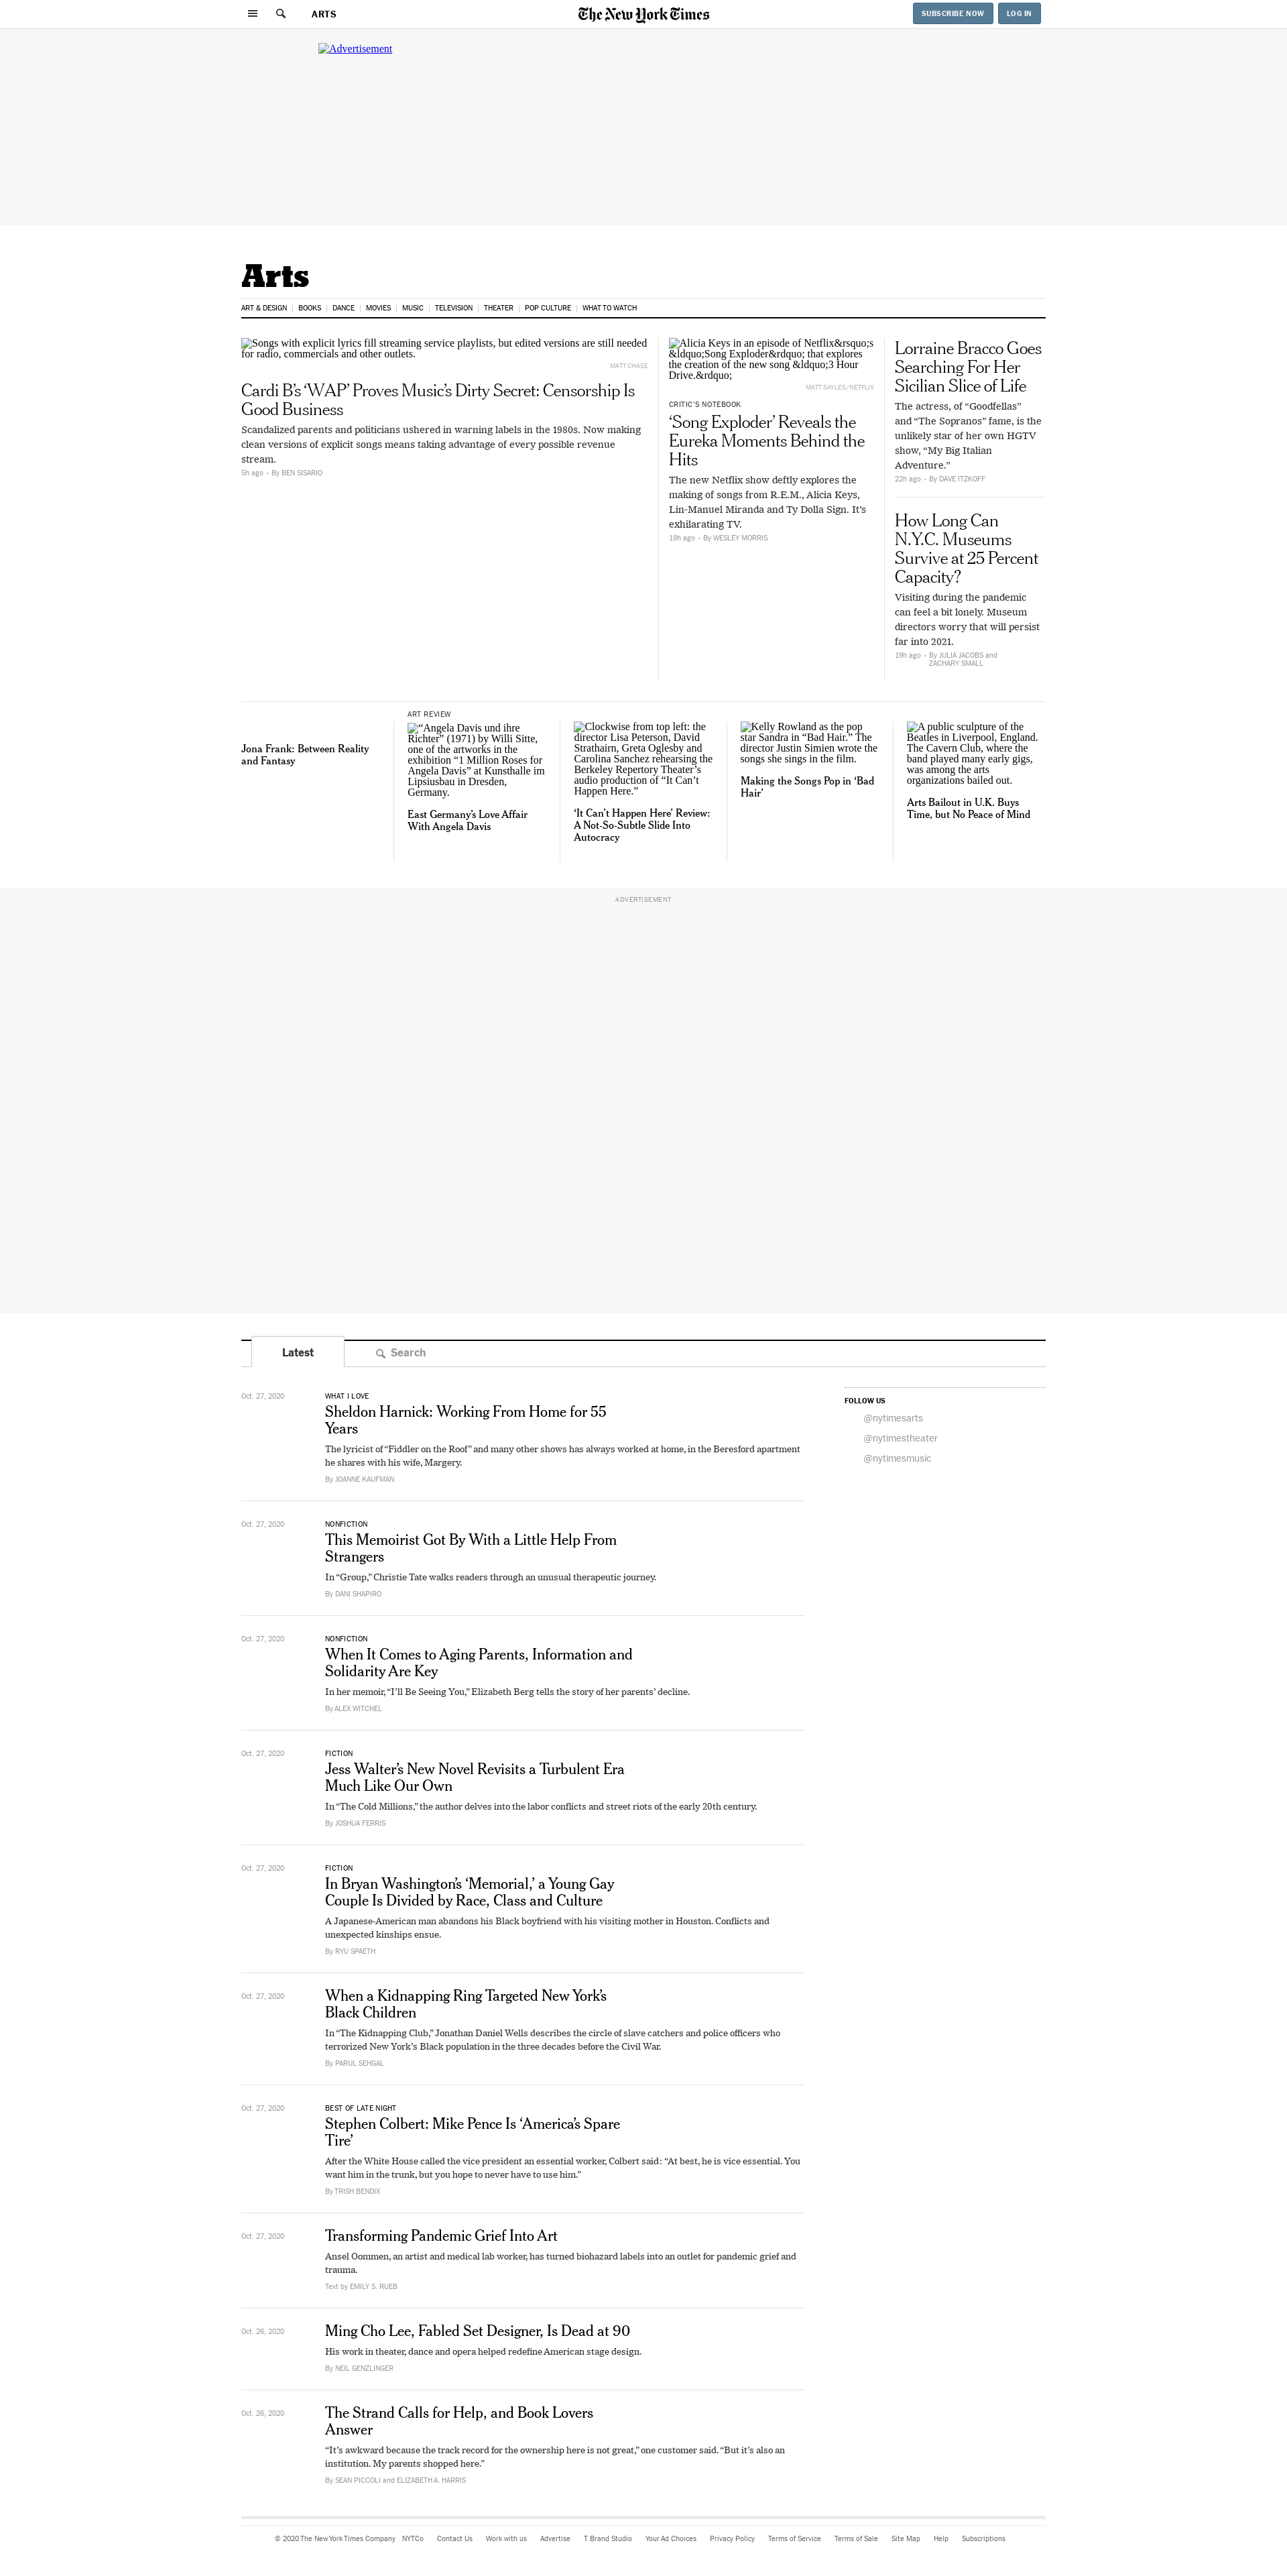 ARTS
The New York Times
SUBSCRIBE NOW
LOG IN
Advertisement
Arts
ART & DESIGN
BOOKS
DANCE
MOVIES
MUSIC
TELEVISION
THEATER
POP CULTURE
WHAT TO WATCH
Songs with explicit lyrics fill streaming service playlists, but edited versions are still needed
for radio, commercials and other outlets.
MATT CHASE
Cardi B’s ‘WAP’ Proves Music’s Dirty Secret: Censorship Is
Good Business
Scandalized parents and politicians ushered in warning labels in the 1980s. Now making
clean versions of explicit songs means taking advantage of every possible revenue
stream.
5h ago - By BEN SISARIO
Alicia Keys in an episode of Netflix&rsquo;s
&ldquo;Song Exploder&rdquo; that explores
the creation of the new song &ldquo;3 Hour
Drive.&rdquo;
MATT SAYLES/NETFLIX
CRITIC’S NOTEBOOK
‘Song Exploder’ Reveals the
Eureka Moments Behind the
Hits
The new Netflix show deftly explores the
making of songs from R.E.M., Alicia Keys,
Lin-Manuel Miranda and Ty Dolla Sign. It’s
exhilarating TV.
19h ago - By WESLEY MORRIS
Lorraine Bracco Goes
Searching For Her
Sicilian Slice of Life
The actress, of “Goodfellas”
and “The Sopranos” fame, is the
unlikely star of her own HGTV
show, “My Big Italian
Adventure.”
22h ago - By DAVE ITZKOFF
How Long Can
N.Y.C. Museums
Survive at 25 Percent
Capacity?
Visiting during the pandemic
can feel a bit lonely. Museum
directors worry that will persist
far into 2021.
19h ago - By JULIA JACOBS and
ZACHARY SMALL
Jona Frank: Between Reality
and Fantasy
ART REVIEW
“Angela Davis und ihre
Richter” (1971) by Willi Sitte,
one of the artworks in the
exhibition “1 Million Roses for
Angela Davis” at Kunsthalle im
Lipsiusbau in Dresden,
Germany.
East Germany’s Love Affair
With Angela Davis
Clockwise from top left: the
director Lisa Peterson, David
Strathairn, Greta Oglesby and
Carolina Sanchez rehearsing the
Berkeley Repertory Theater’s
audio production of “It Can’t
Happen Here.”
‘It Can’t Happen Here’ Review:
A Not-So-Subtle Slide Into
Autocracy
Kelly Rowland as the pop
star Sandra in “Bad Hair.” The
director Justin Simien wrote the
songs she sings in the film.
Making the Songs Pop in ‘Bad
Hair’
A public sculpture of the
Beatles in Liverpool, England.
The Cavern Club, where the
band played many early gigs,
was among the arts
organizations bailed out.
Arts Bailout in U.K. Buys
Time, but No Peace of Mind
ADVERTISEMENT
Latest
Search
Oct. 27, 2020
WHAT I LOVE
Sheldon Harnick: Working From Home for 55
Years
The lyricist of “Fiddler on the Roof” and many other shows has always worked at home, in the Beresford apartment
he shares with his wife, Margery.
By JOANNE KAUFMAN
FOLLOW US
@nytimesarts
@nytimestheater
@nytimesmusic
Oct. 27, 2020
NONFICTION
This Memoirist Got By With a Little Help From
Strangers
In “Group,” Christie Tate walks readers through an unusual therapeutic journey.
By DANI SHAPIRO
Oct. 27, 2020
NONFICTION
When It Comes to Aging Parents, Information and
Solidarity Are Key
In her memoir, “I’ll Be Seeing You,” Elizabeth Berg tells the story of her parents’ decline.
By ALEX WITCHEL
Oct. 27, 2020
FICTION
Jess Walter’s New Novel Revisits a Turbulent Era
Much Like Our Own
In “The Cold Millions,” the author delves into the labor conflicts and street riots of the early 20th century.
By JOSHUA FERRIS
Oct. 27, 2020
FICTION
In Bryan Washington’s ‘Memorial,’ a Young Gay
Couple Is Divided by Race, Class and Culture
A Japanese-American man abandons his Black boyfriend with his visiting mother in Houston. Conflicts and
unexpected kinships ensue.
By RYU SPAETH
Oct. 27, 2020
When a Kidnapping Ring Targeted New York’s
Black Children
In “The Kidnapping Club,” Jonathan Daniel Wells describes the circle of slave catchers and police officers who
terrorized New York’s Black population in the three decades before the Civil War.
By PARUL SEHGAL
Oct. 27, 2020
BEST OF LATE NIGHT
Stephen Colbert: Mike Pence Is ‘America’s Spare
Tire’
After the White House called the vice president an essential worker, Colbert said: “At best, he is vice essential. You
want him in the trunk, but you hope to never have to use him.”
By TRISH BENDIX
Oct. 27, 2020
Transforming Pandemic Grief Into Art
Ansel Oommen, an artist and medical lab worker, has turned biohazard labels into an outlet for pandemic grief and
trauma.
Text by EMILY S. RUEB
Oct. 26, 2020
Ming Cho Lee, Fabled Set Designer, Is Dead at 90
His work in theater, dance and opera helped redefine American stage design.
By NEIL GENZLINGER
Oct. 26, 2020
The Strand Calls for Help, and Book Lovers
Answer
“It’s awkward because the track record for the ownership here is not great,” one customer said. “But it’s also an
institution. My parents shopped here.”
By SEAN PICCOLI and ELIZABETH A. HARRIS
© 2020 The New York Times Company NYTCo Contact Us Work with us Advertise T Brand Studio Your Ad Choices Privacy Policy Terms of Service Terms of Sale Site Map Help Subscriptions